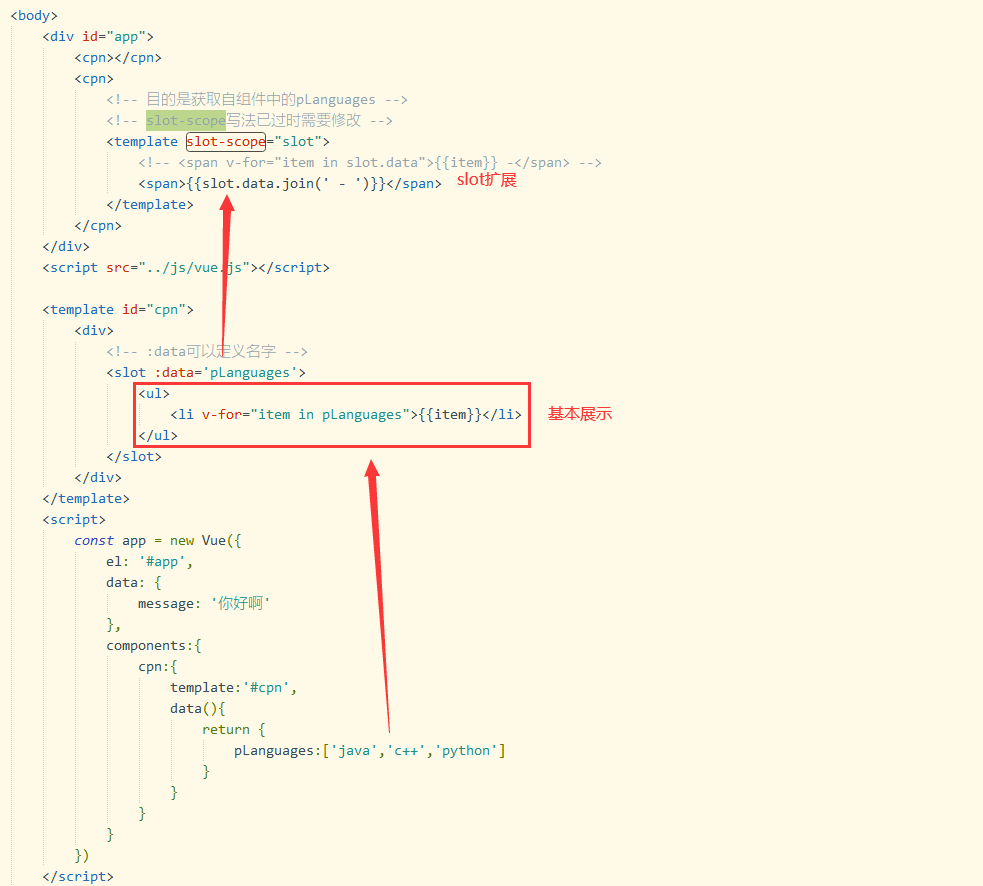 <body>
<div id="app">
<cpn></cpn>
<cpn>
<!-- 目的是获取自组件中的pLanguages -->
<!-- slot-scope写法已过时需要修改 -->
<template slot-scope="slot">
<!-- <span v-for="item in slot.data">{{item}} -</span> -->
<span>{{slot.data.join(' - ')}}</span> slot扩展
</template>
</cpn>
</div>
<script src="../js/vue.js"></script>
<template id="cpn">
<div>
<!-- :data可以定义名字 -->
<slot :data='pLanguages'>
<ul>
<li v-for="item in pLanguages">{{item}}</li> 基本展示
</ul>
</slot>
</div>
</template>
<script>
const app = new Vue({
el: '#app',
data: {
message: '你好啊'
},
components:{
cpn:{
template:'#cpn',
data(){
return {
pLanguages:['java','c++','python']
}
}
}
}
})
</script>